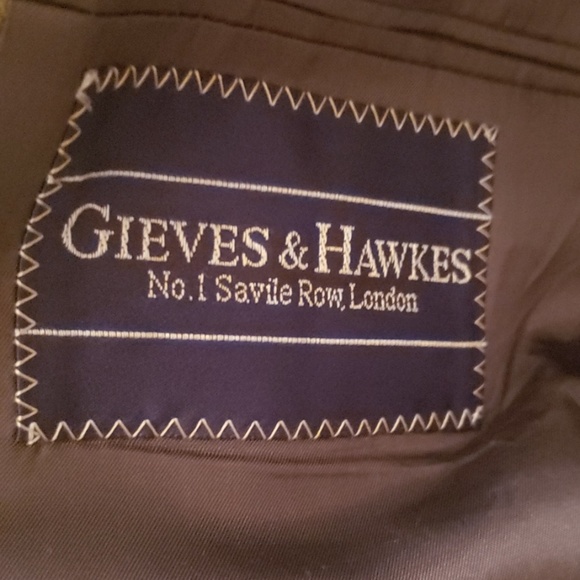 GIEVES & HAWKES
No.1 Savile Row, London